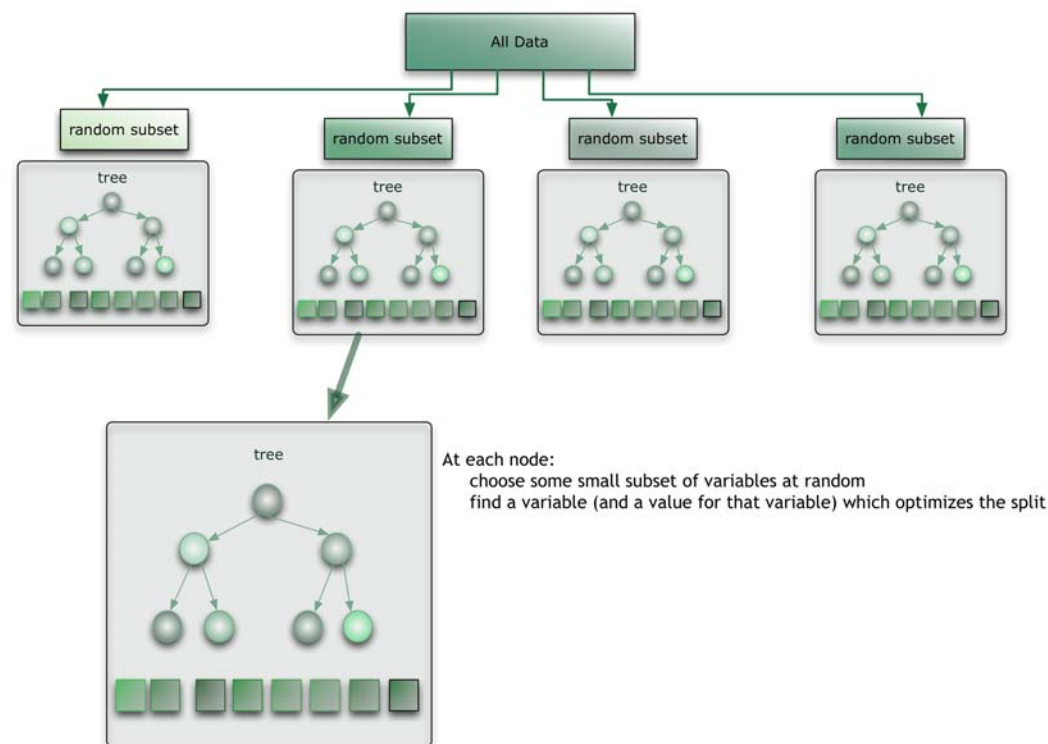 All Data
random subset
random subset
random subset
random subset
tree
tree
tree
tree
tree
At each node:
choose some small subset of variables at random
find a variable (and a value for that variable) which optimizes the split